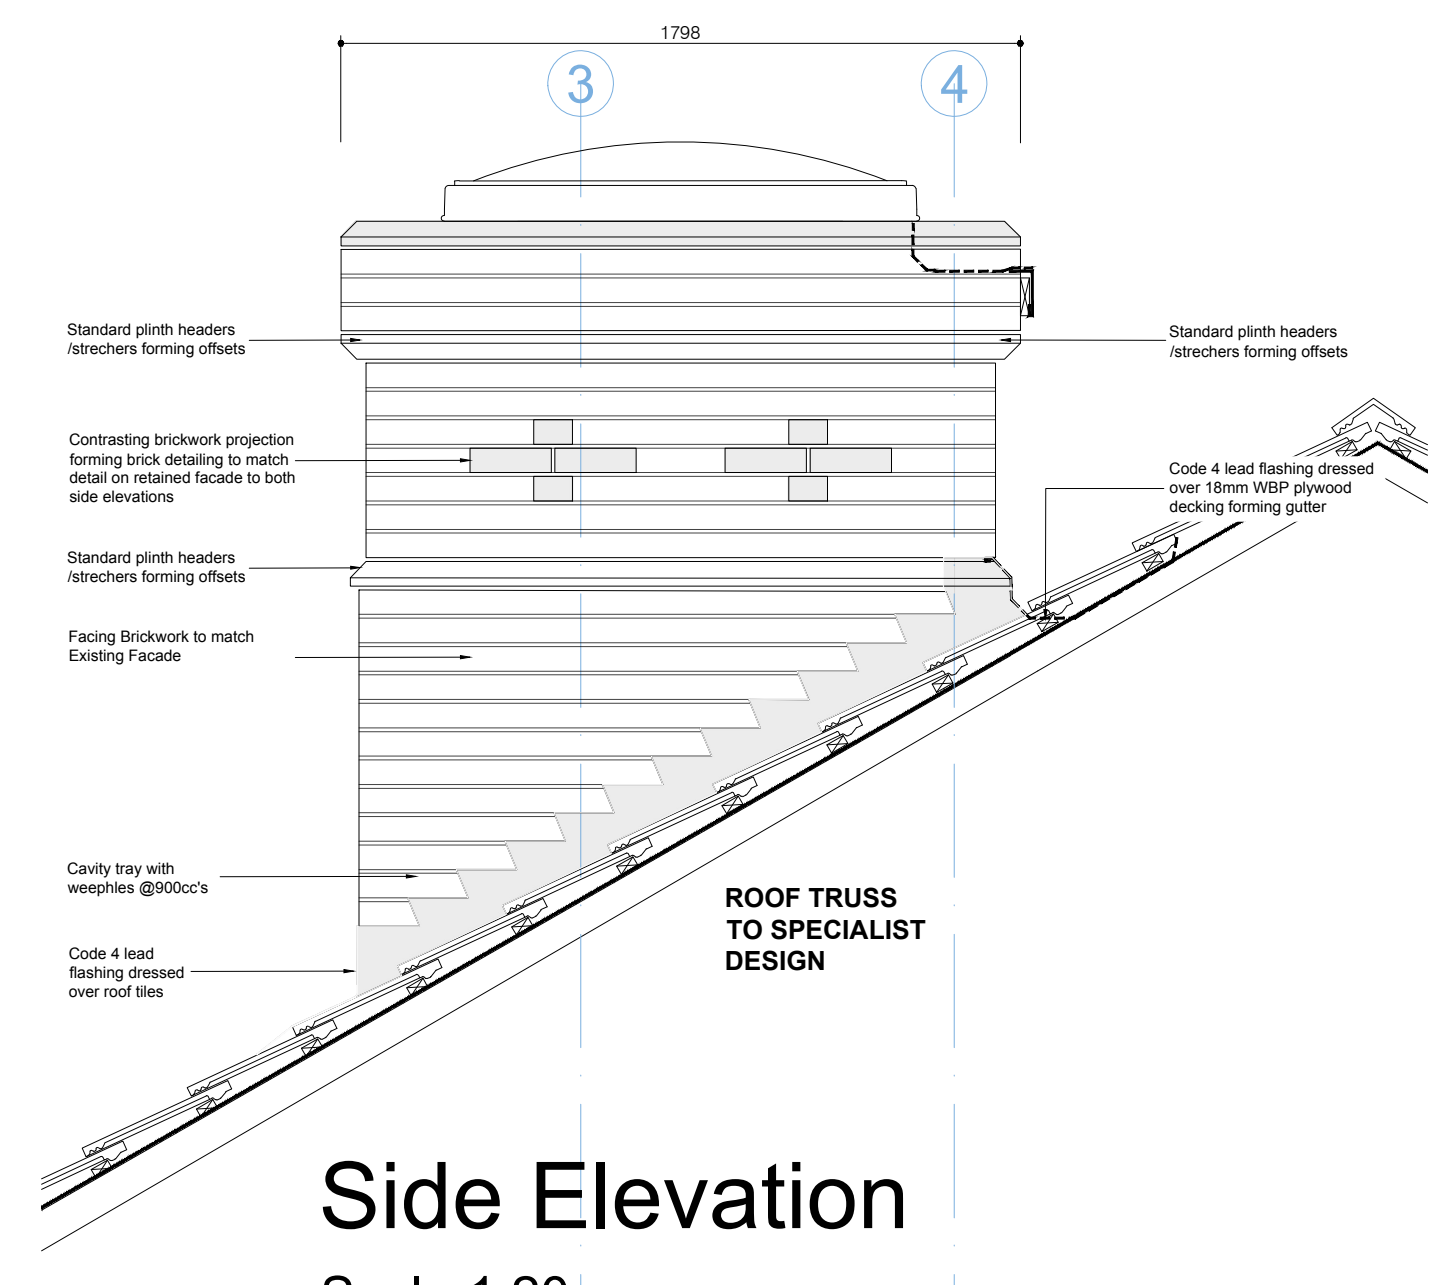 1798
3
4
Standard plinth headers
/strechers forming offsets
Standard plinth headers
/strechers forming offsets
Contrasting brickwork projection
forming brick detailing to match
detail on retained facade to both
side elevations
Code 4 lead flashing dressed
over 18mm WBP plywood
decking forming gutter
Standard plinth headers
/strechers forming offsets
Facing Brickwork to match
Existing Facade
Cavity tray with
weephles @900cc's
ROOF TRUSS
TO SPECIALIST
DESIGN
Code 4 lead
flashing dressed
over roof tiles
Side Elevation